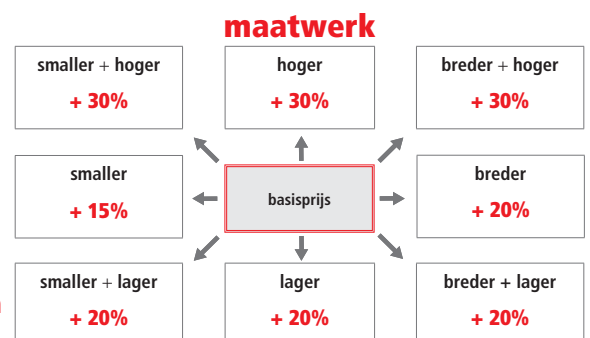 maatwerk
smaller + hoger
+ 30%
hoger
+ 30%
breder + hoger
+ 30%
smaller
+ 15%
basisprijs
breder
+ 20%
smaller + lager
+ 20%
lager
+ 20%
breder + lager
+ 20%